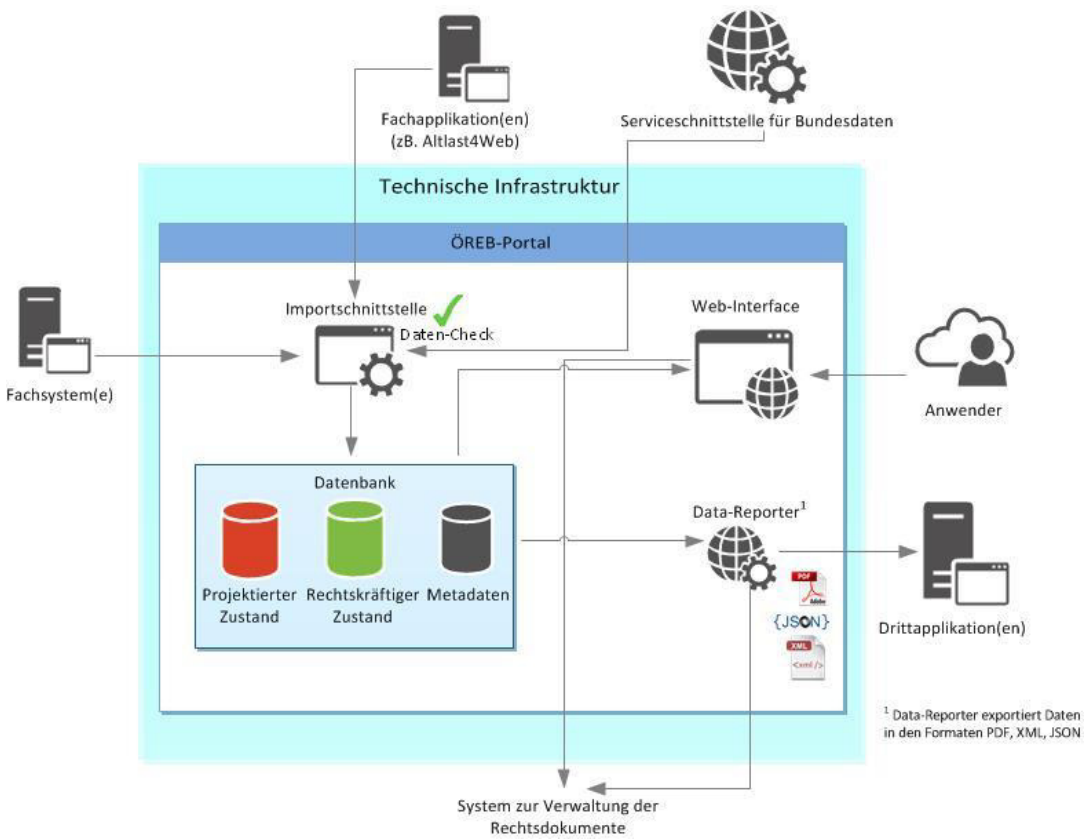 Fachapplikation(en)
(zB. Altlast4Web)
Serviceschnittstelle für Bundesdaten
Technische Infrastruktur
ÖREB-Portal
Importschnittstelle
Daten-Check
Web-Interface
Fachsystem(e)
Anwender
Datenbank
Projektierter
Zustand
Rechtskräftiger
Zustand
Metadaten
Data-Reporter¹
PDF
Adobe
{JSON}
XML
<xml/>
Drittapplikation(en)
¹ Data-Reporter exportiert Daten
in den Formaten PDF, XML, JSON
System zur Verwaltung der
Rechtsdokumente